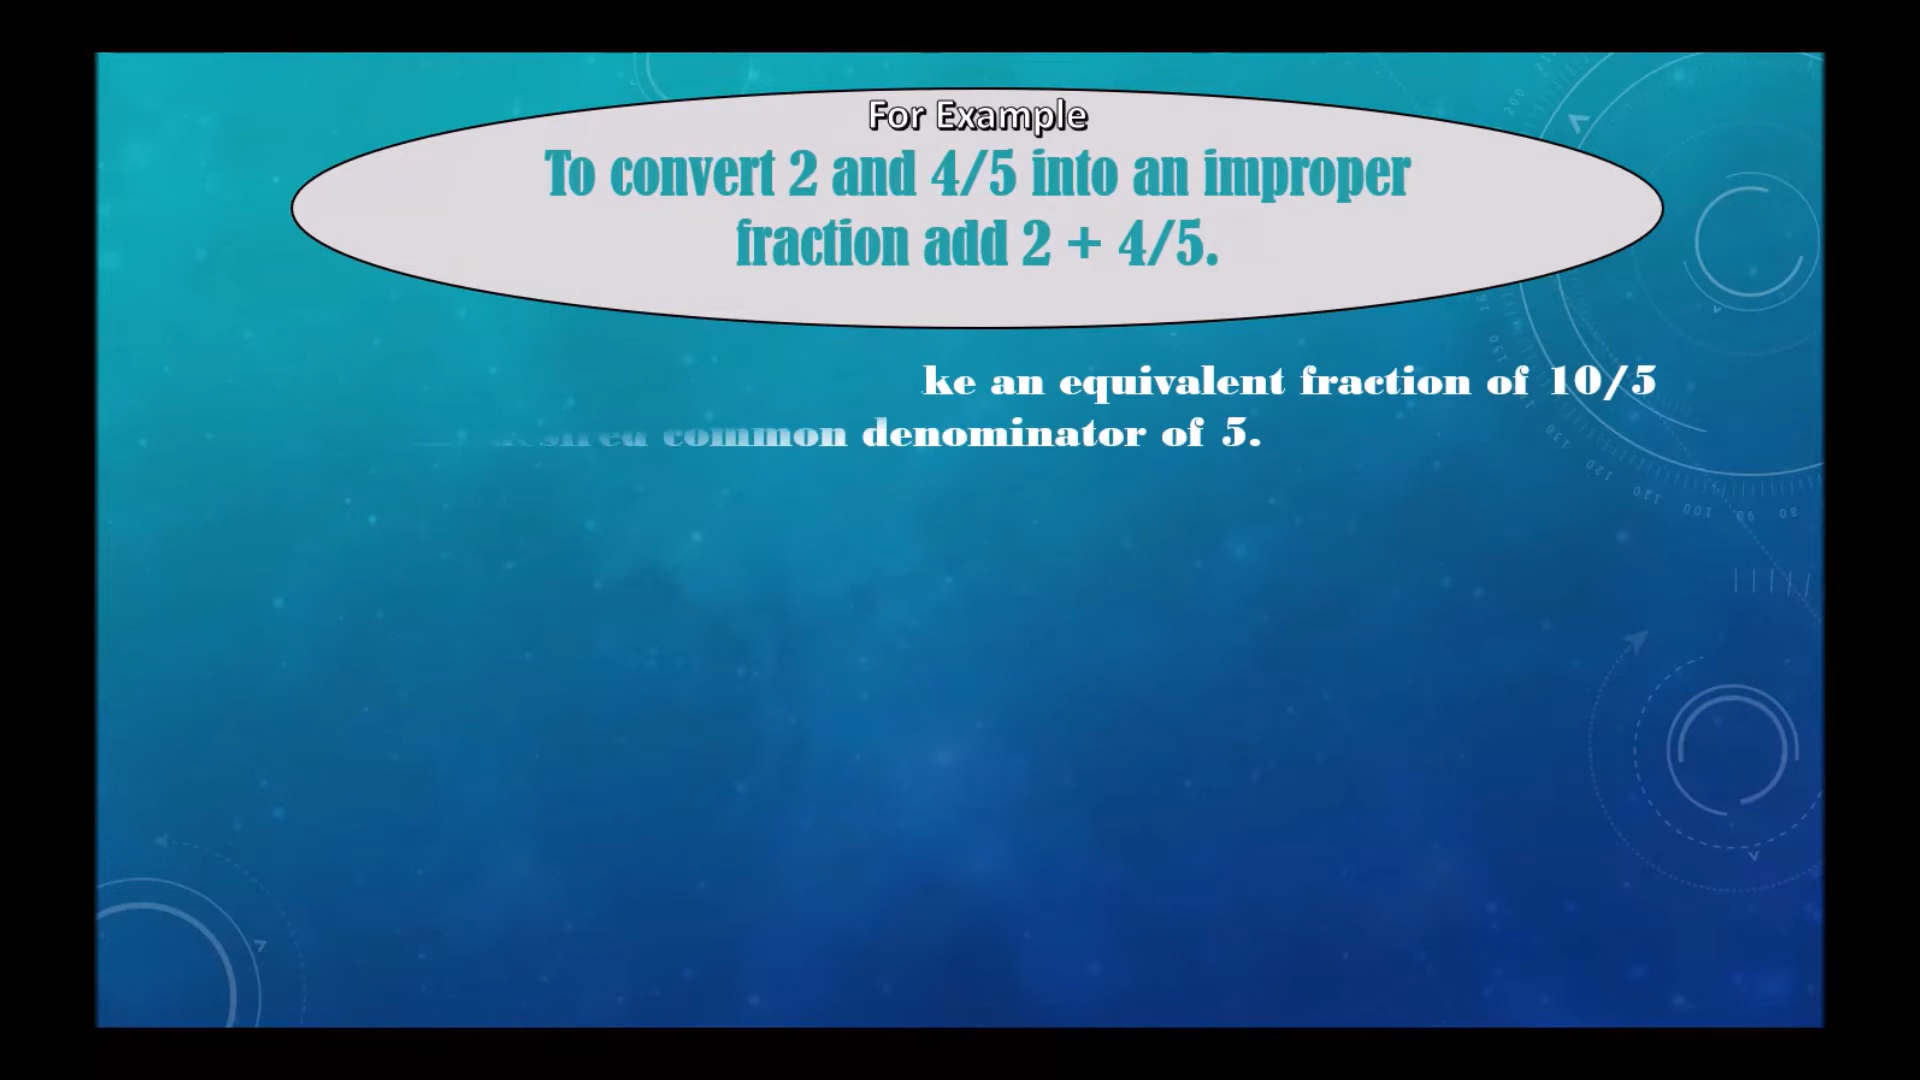 For Example
To convert 2 and 4/5 into an improper
fraction add 2 + 4/5.
ke an equivalent fraction of 10/5
common denominator of 5.